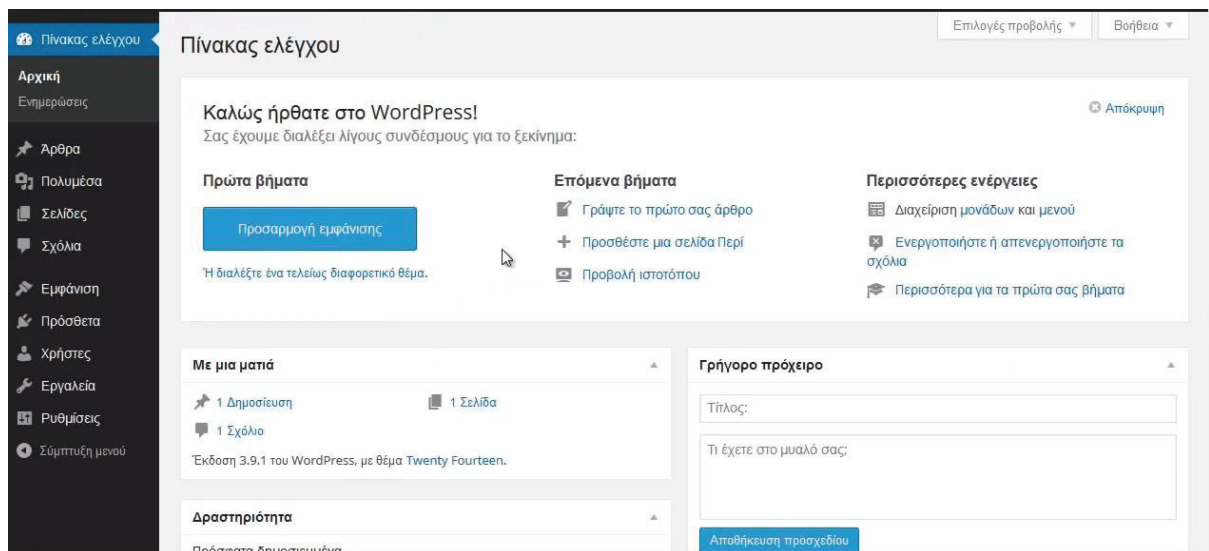 Πίνακας ελέγχου
Αρχική
Ενημερώσεις
Άρθρα
Πολυμέσα
Σελίδες
Σχόλια
Εμφάνιση
Πρόσθετα
Χρήστες
Εργαλεία
Ρυθμίσεις
Σύμπτυξη μενού
Επιλογές προβολής
Βοήθεια
Πίνακας ελέγχου
Καλώς ήρθατε στο WordPress!
Απόκρυψη
Σας έχουμε διαλέξει λίγους συνδέσμους για το ξεκίνημα:
Πρώτα βήματα
Προσαρμογή εμφάνισης
Ή διαλέξτε ένα τελείως διαφορετικό θέμα.
Επόμενα βήματα
Γράψτε το πρώτο σας άρθρο
Προσθέστε μια σελίδα Περί
Προβολή ιστοτόπου
Περισσότερες ενέργειες
Διαχείριση μονάδων και μενού
Ενεργοποιήστε ή απενεργοποιήστε τα
σχόλια
Περισσότερα για τα πρώτα σας βήματα
Με μια ματιά
1 Δημοσίευση
1 Σελίδα
1 Σχόλιο
Έκδοση 3.9.1 του WordPress, με θέμα Twenty Fourteen.
Δραστηριότητα
Πρόσφατα δημοσιευμένα
Γρήγορο πρόχειρο
Τίτλος:
Τι έχετε στο μυαλό σας;
Αποθήκευση προσχεδίου